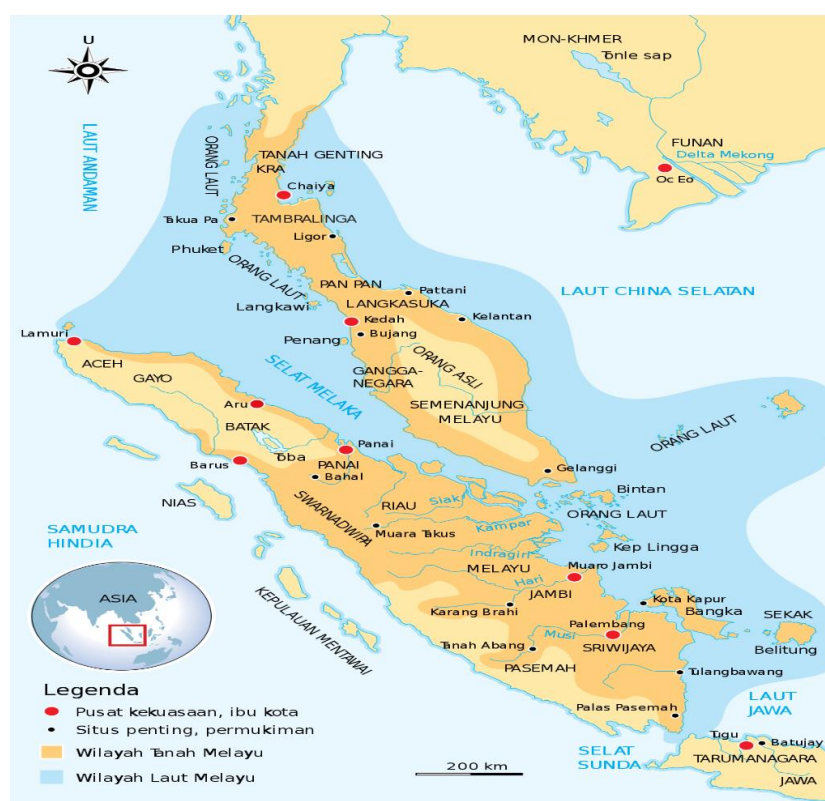 U
MON-KHMER
Tonle sap
LAUT ANDAMAN
ORANG LAUT
TANAH GENTING
KRA
FUNAN
Delta Mekong
Oc Eo
Chaiya
Takua Pa
TAMBRALINGA
Ligor
Phuket
ORANG LAUT
PAN PAN
Pattani
LAUT CHINA SELATAN
Langkawi
LANGKASUKA
Kedah
Kelantan
Bujang
Penang
Lamuri
SELAT MELAKA
ORANG ASLI
ACEH
GAYO
GANGGA-
NEGARA
SEMENANJUNG
MELAYU
Aru
BATAK
ORANG LAUT
Panai
Toba
Barus
PANAI
Bahal
Gelanggi
Bintan
NIAS
SWARNADWIPA
RIAU
Siak
ORANG LAUT
SAMUDRA
HINDIA
Muara Takus
Kampar
Indragiri
Kep Lingga
MELAYU
Muaro Jambi
Hari
ASIA
KEPULAUAN MENTAWAI
JAMBI
Karang Brahi
Kota Kapur
Bangka
SEKAK
Palembang
Musi
Tanah Abang
SRIWIJAYA
Belitung
PASEMAH
Tulangbawang
Legenda
Pusat kekuasaan, ibu kota
Situs penting, permukiman
Wilayah Tanah Melayu
Wilayah Laut Melayu
200 km
Palas Pasemah
LAUT
JAWA
SELAT
SUNDA
Tugu
Batujay
TARUMANAGARA
JAWA